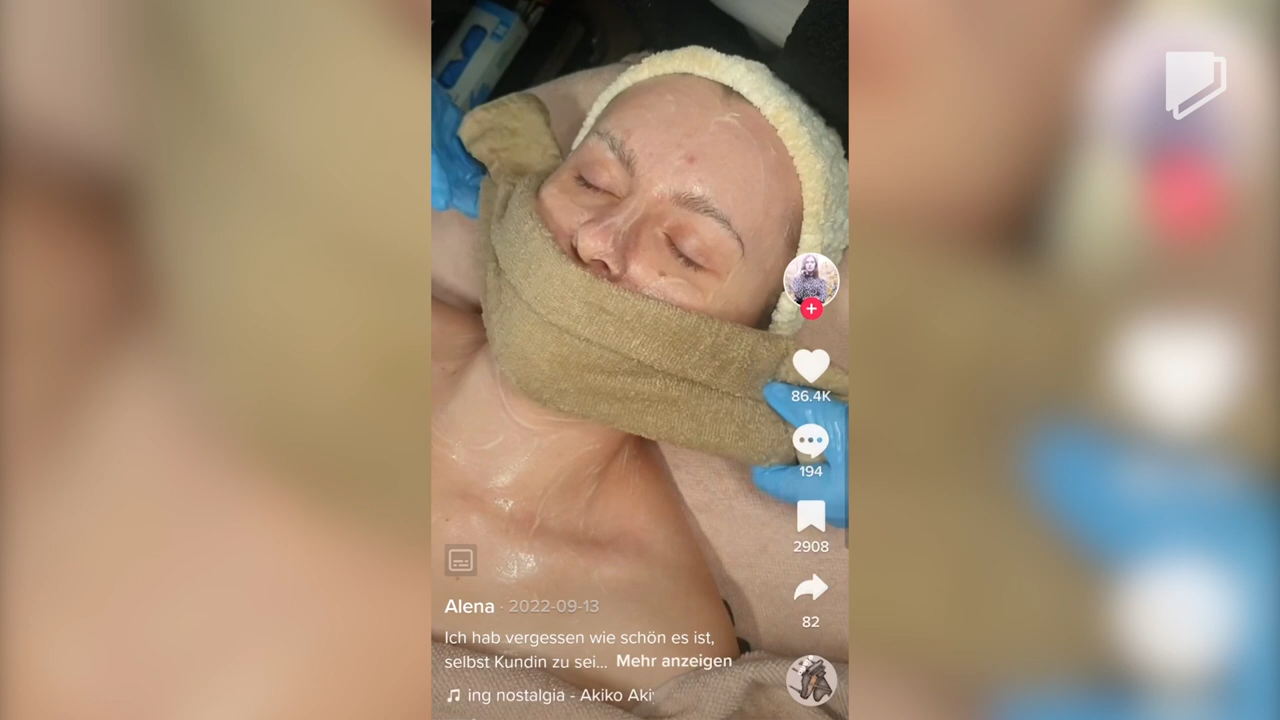 86.4K
194
2908
82
Alena · 2022-09-13
Ich hab vergessen wie schön es ist,
selbst Kundin zu sei... Mehr anzeigen
ing nostalgia - Akiko Aki